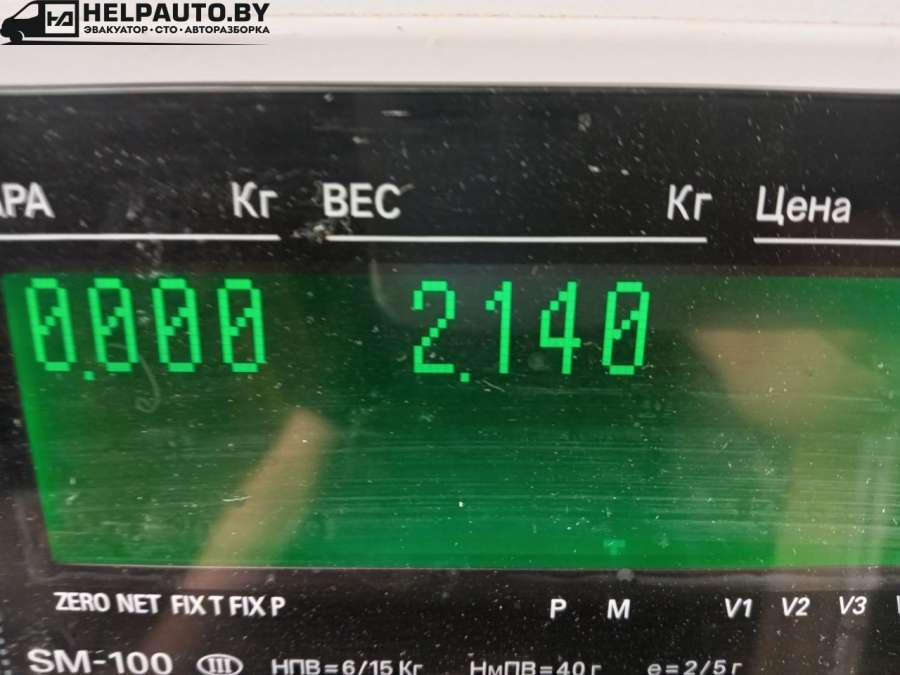 HELPAUTO.BY
ЭВАКУАТОР · СТО · АВТОРАЗБОРКА
АРА Кг ВЕС Кг Цена
0.000 2.140
ZERO NET FIX T FIX P P M V1 V2 V3
SM-100 III НПВ=6/15 Кг НмПВ=40 г e=2/5 г